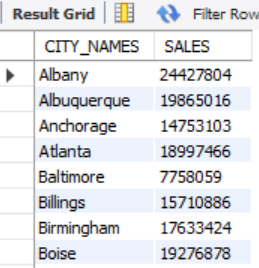 Result Grid Filter Row
CITY_NAMES SALES
Albany 24427804
Albuquerque 19865016
Anchorage 14753103
Atlanta 18997466
Baltimore 7758059
Billings 15710886
Birmingham 17633424
Boise 19276878